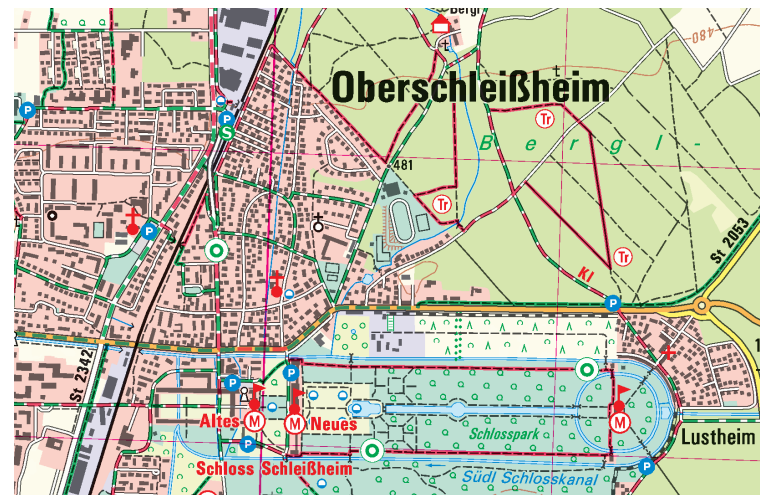 Bergl
480
Oberschleißheim
P
P
S
Tr
B e r g l -
481
Tr
P
Tr
St 2053
Kl
P
St 2342
P
P
Altes M
M Neues
M
Schlosspark
Lustheim
P
Schloss Schleißheim
P
Südl Schlosskanal